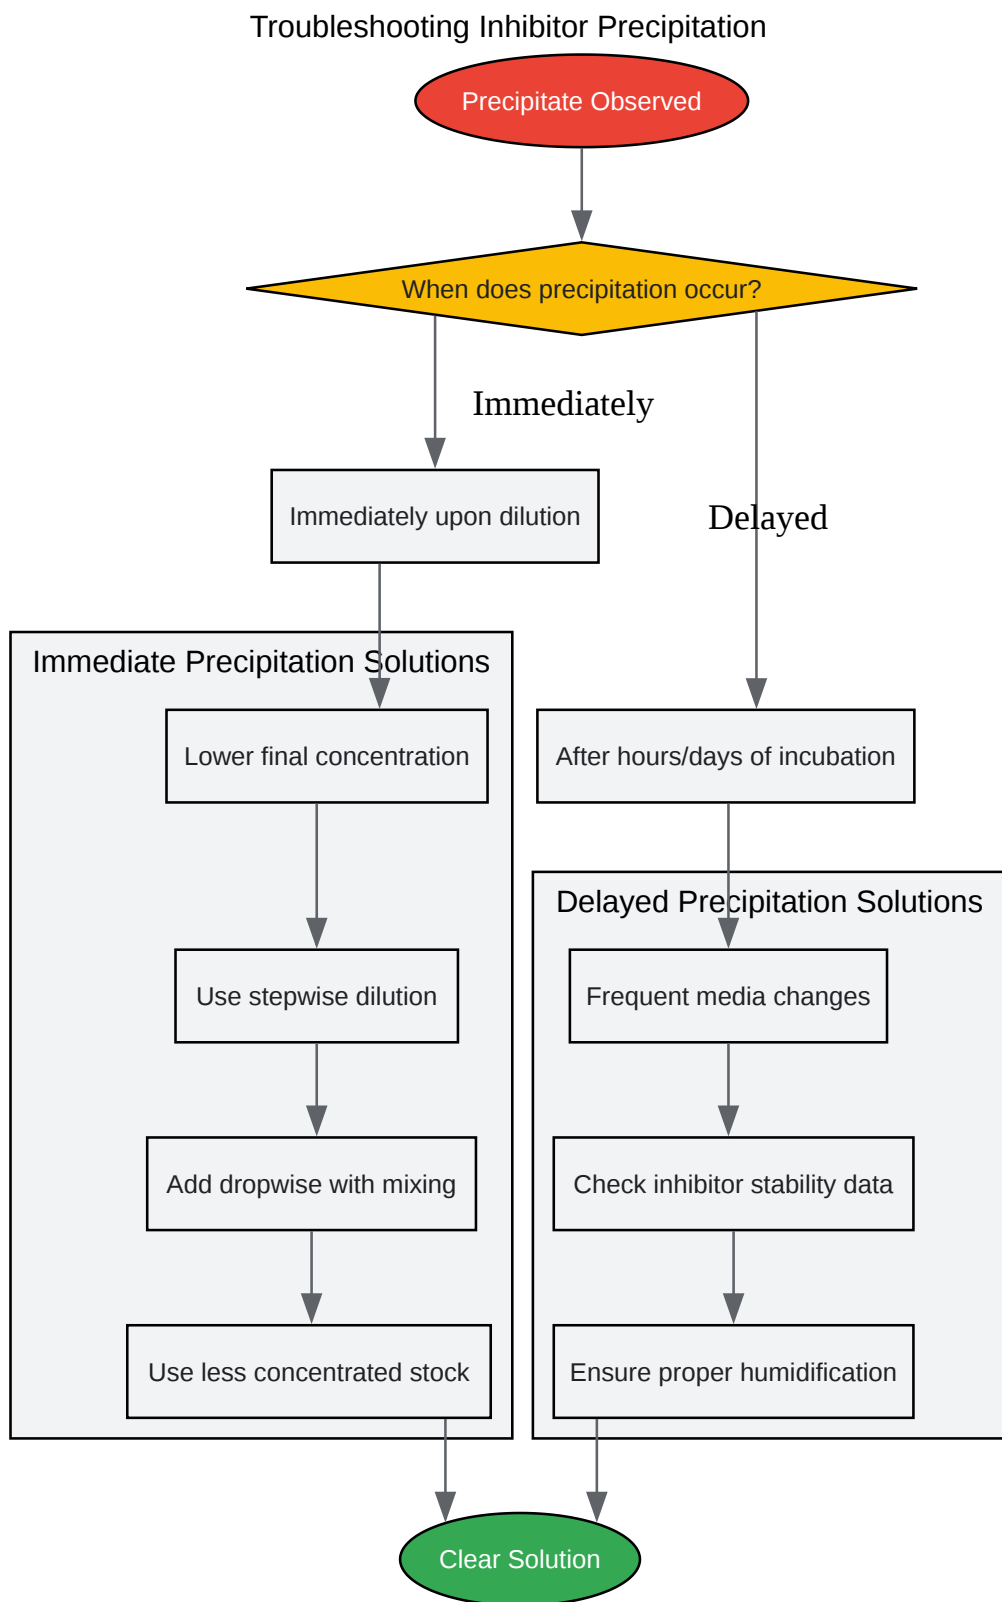 Troubleshooting Inhibitor Precipitation
Precipitate Observed
When does precipitation occur?
Immediately
Immediately upon dilution
Delayed
Immediate Precipitation Solutions
Lower final concentration
Use stepwise dilution
Add dropwise with mixing
Use less concentrated stock
After hours/days of incubation
Delayed Precipitation Solutions
Frequent media changes
Check inhibitor stability data
Ensure proper humidification
Clear Solution